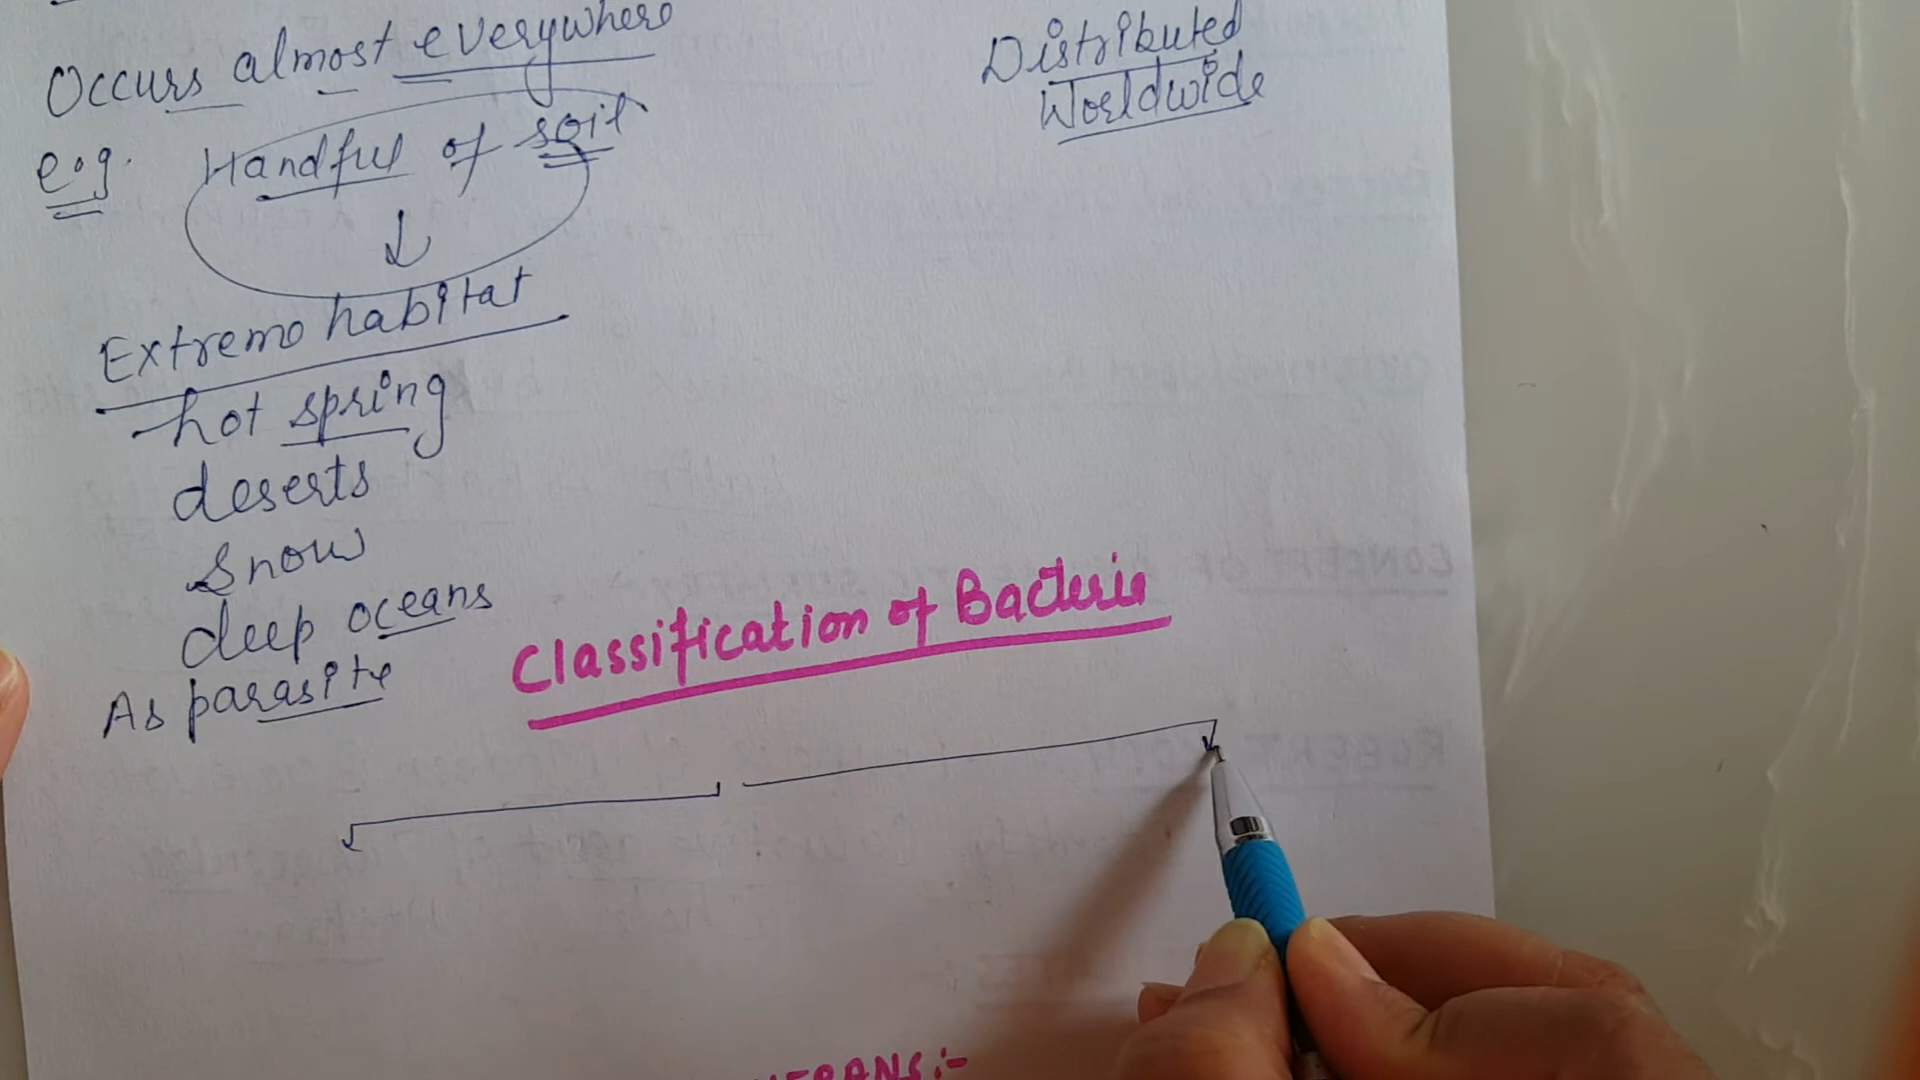 Occurs almost everywhere
Distributed
Worldwide
e.g. Handful of soil
↓
Extremo habitat
hot spring
deserts
Snow
deep oceans
As parasite
Classification of Bacteria